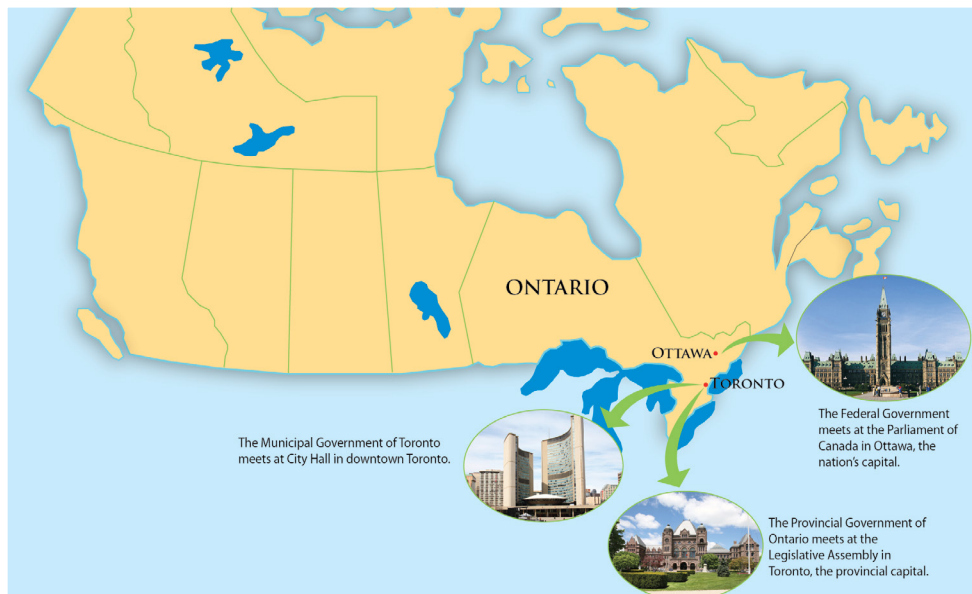 ONTARIO
OTTAWA
TORONTO
The Federal Government
meets at the Parliament of
Canada in Ottawa, the
nation's capital.
The Municipal Government of Toronto
meets at City Hall in downtown Toronto.
The Provincial Government of
Ontario meets at the
Legislative Assembly in
Toronto, the provincial capital.